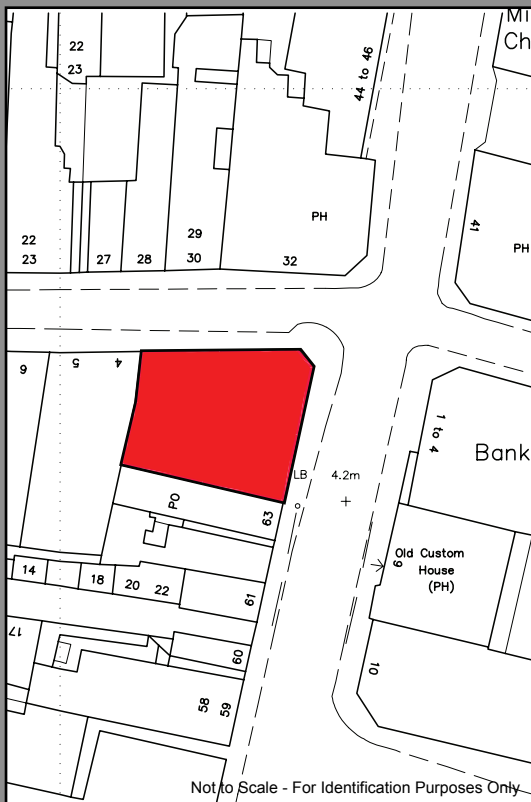 Mi
Ch
22
23
44 to 46
41
PH
PH
29
30
22
23
27
28
32
6
5
4
1 to 4
Bank
LB
4.2m
PO
63
Old Custom
House
(PH)
9
14
18
20
22
61
17
60
10
58
59
Not to Scale - For Identification Purposes Only